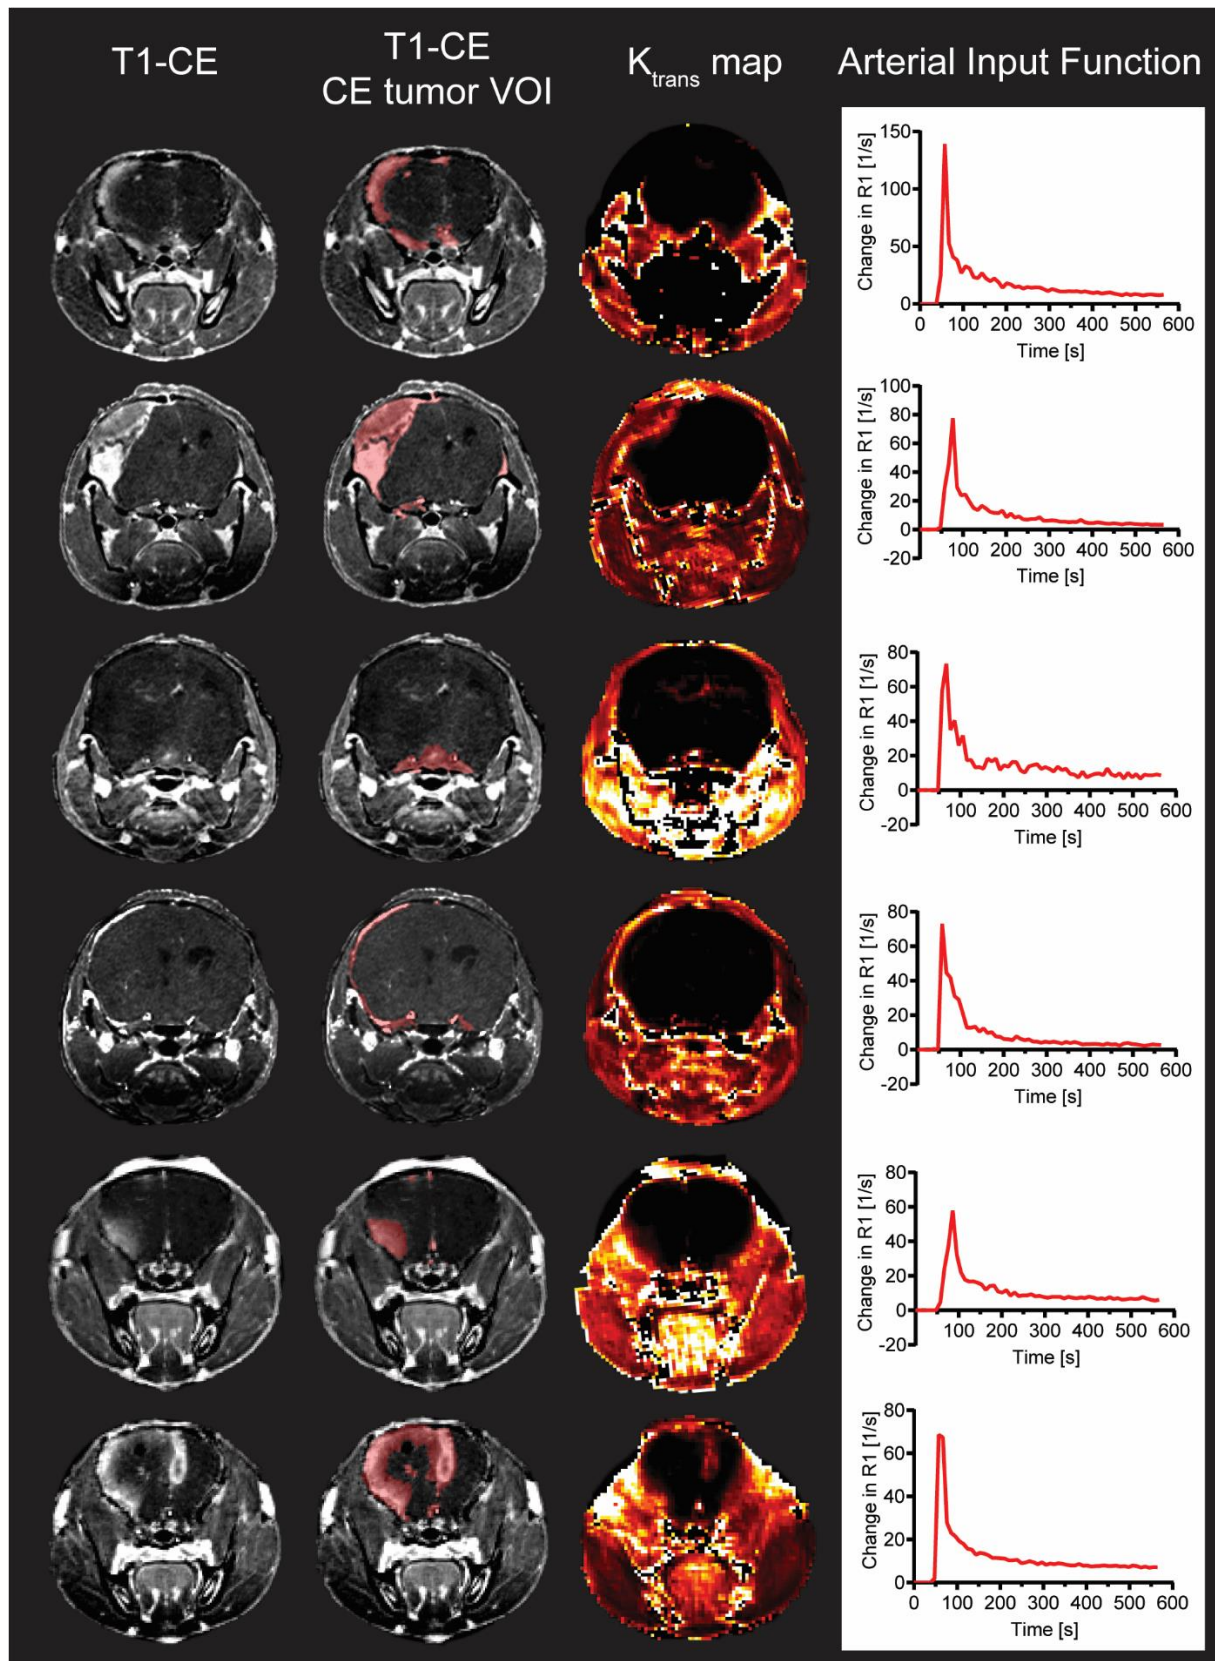 T1-CE
T1-CE
CE tumor VOI
Ktrans map
Arterial Input Function
Change in R1 [1/s]
150
100
50
0
0 100 200 300 400 500 600
Time [s]
Change in R1 [1/s]
100
80
60
40
20
0
-20
100 200 300 400 500 600
Time [s]
Change in R1 [1/s]
80
60
40
20
0
-20
100 200 300 400 500 600
Time [s]
Change in R1 [1/s]
80
60
40
20
0
-20
100 200 300 400 500 600
Time [s]
Change in R1 [1/s]
80
60
40
20
0
-20
100 200 300 400 500 600
Time [s]
Change in R1 [1/s]
80
60
40
20
0
0 100 200 300 400 500 600
Time [s]